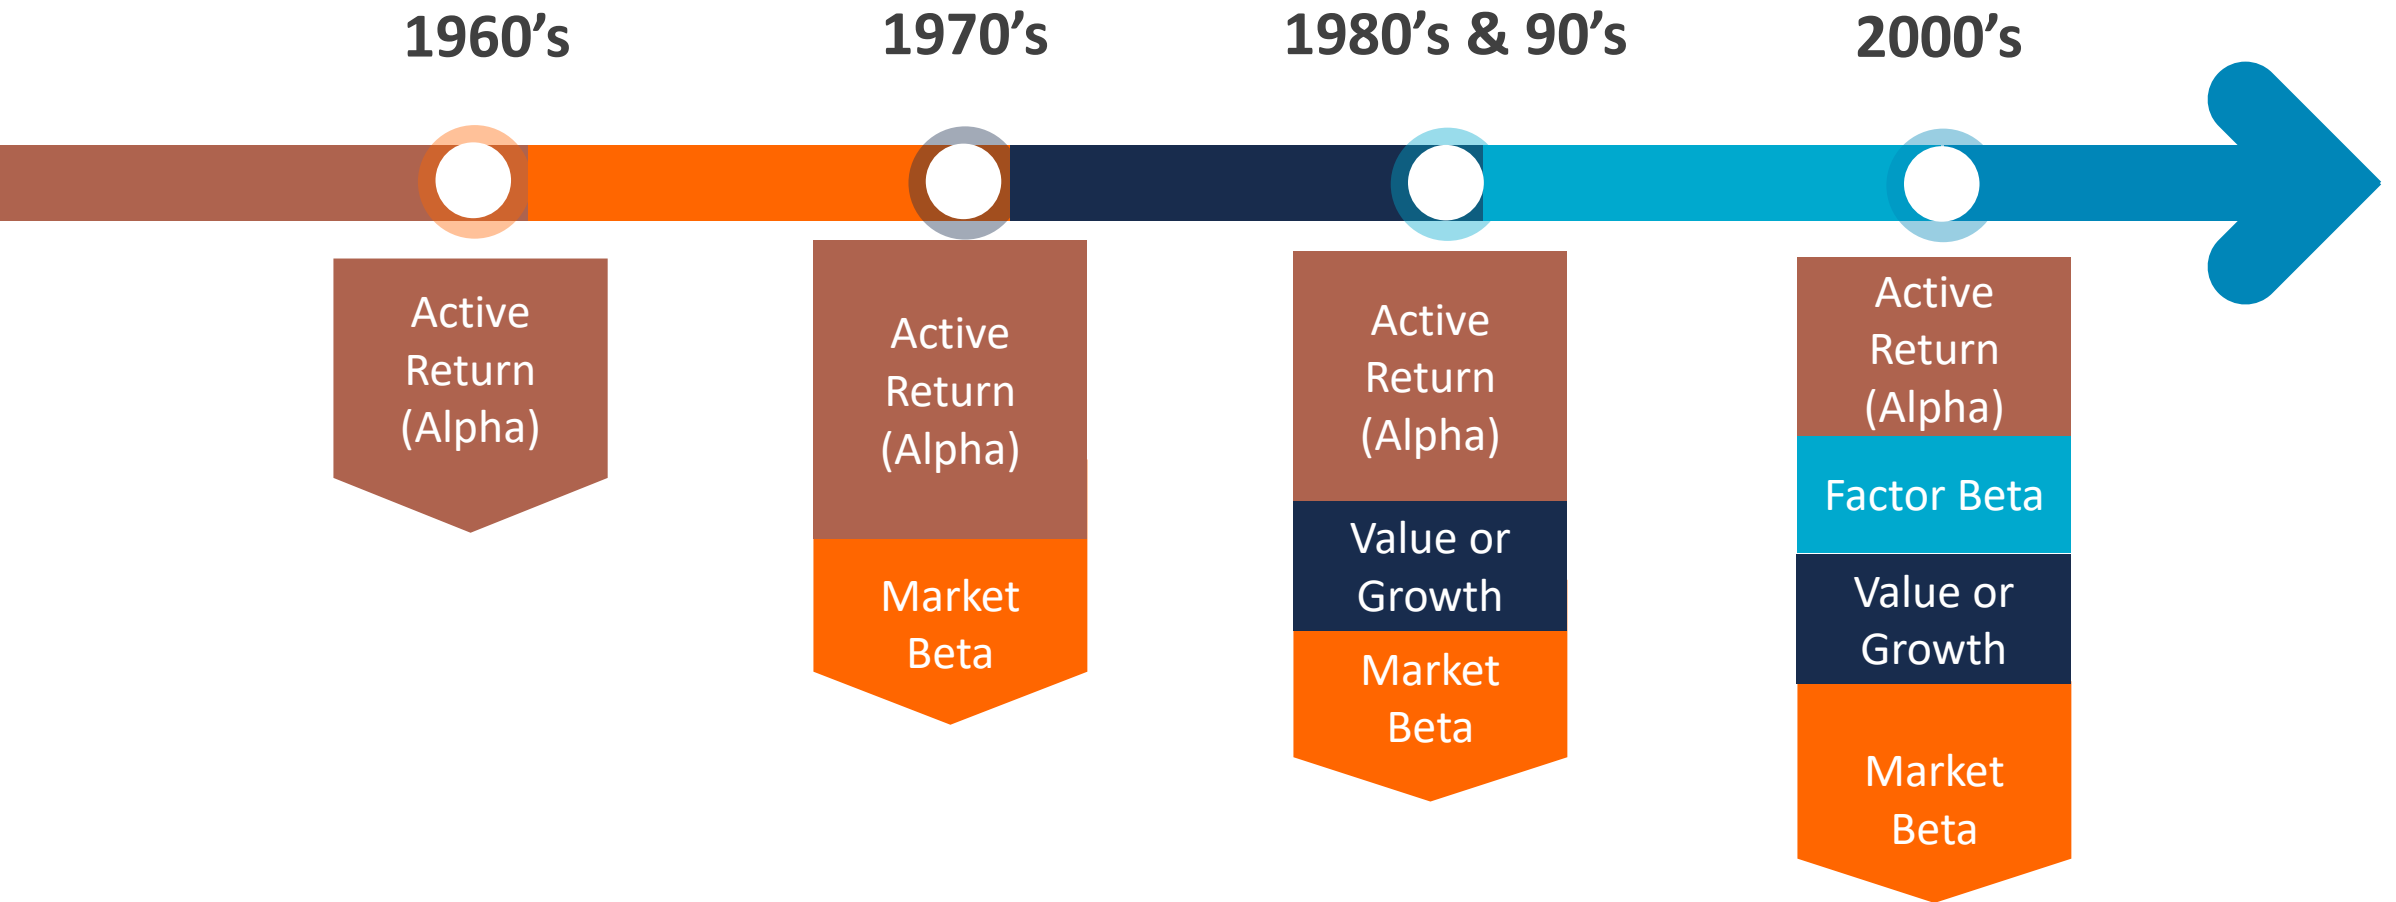 1960’s
1970’s
1980’s & 90’s
2000’s
Active
Return
(Alpha)
Active
Return
(Alpha)
Market
Beta
Active
Return
(Alpha)
Value or
Growth
Market
Beta
Active
Return
(Alpha)
Factor Beta
Value or
Growth
Market
Beta